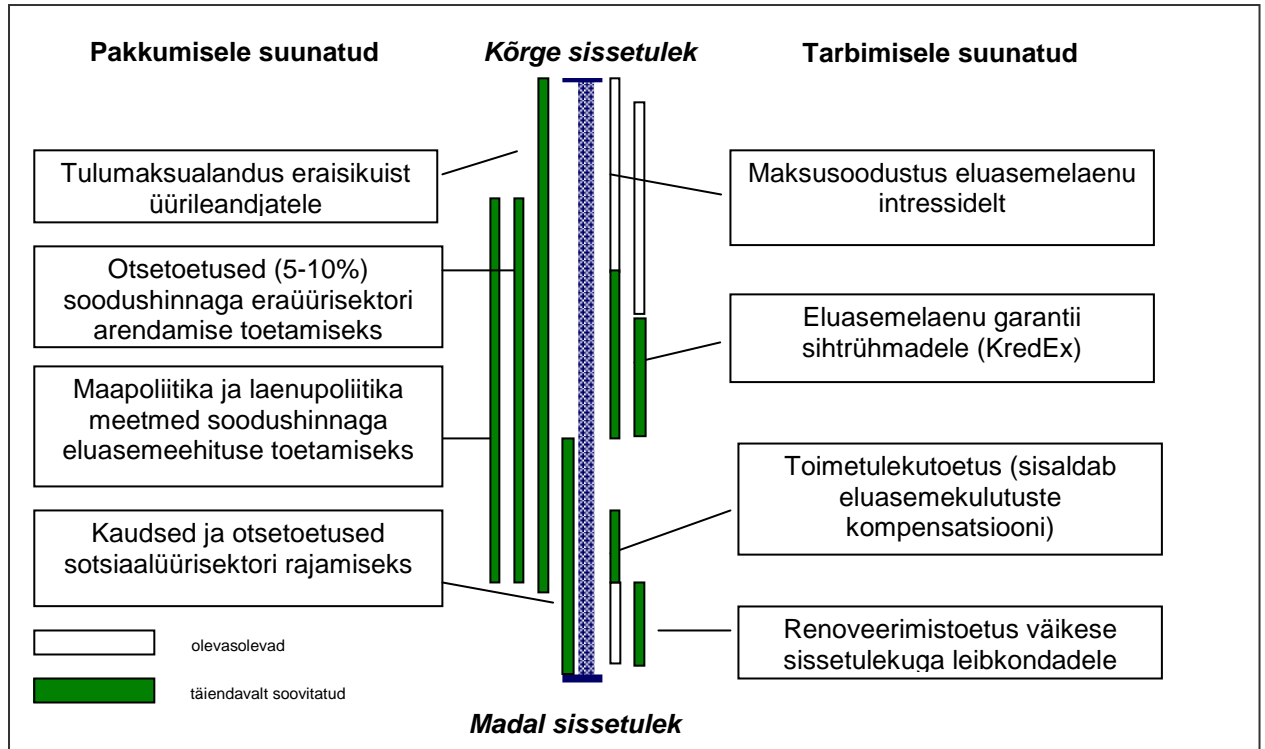 Pakkumisele suunatud
Kõrge sissetulek
Tarbimisele suunatud
Tulumaksualandus eraisikuist
üürileandjatele
Otsetoetused (5-10%)
soodushinnaga eraüürisektori
arendamise toetamiseks
Maapoliitika ja laenupoliitika
meetmed soodushinnaga
eluasemeehituse toetamiseks
Kaudsed ja otsetoetused
sotsiaalüürisektori rajamiseks
Maksusoodustus eluasemelaenu
intressidelt
Eluasemelaenu garantii
sihtrühmadele (KredEx)
Toimetulekutoetus (sisaldab
eluasemekulutuste
kompensatsiooni)
Renoveerimistoetus väikese
sissetulekuga leibkondadele
olevasolevad
täiendavalt soovitatud
Madal sissetulek